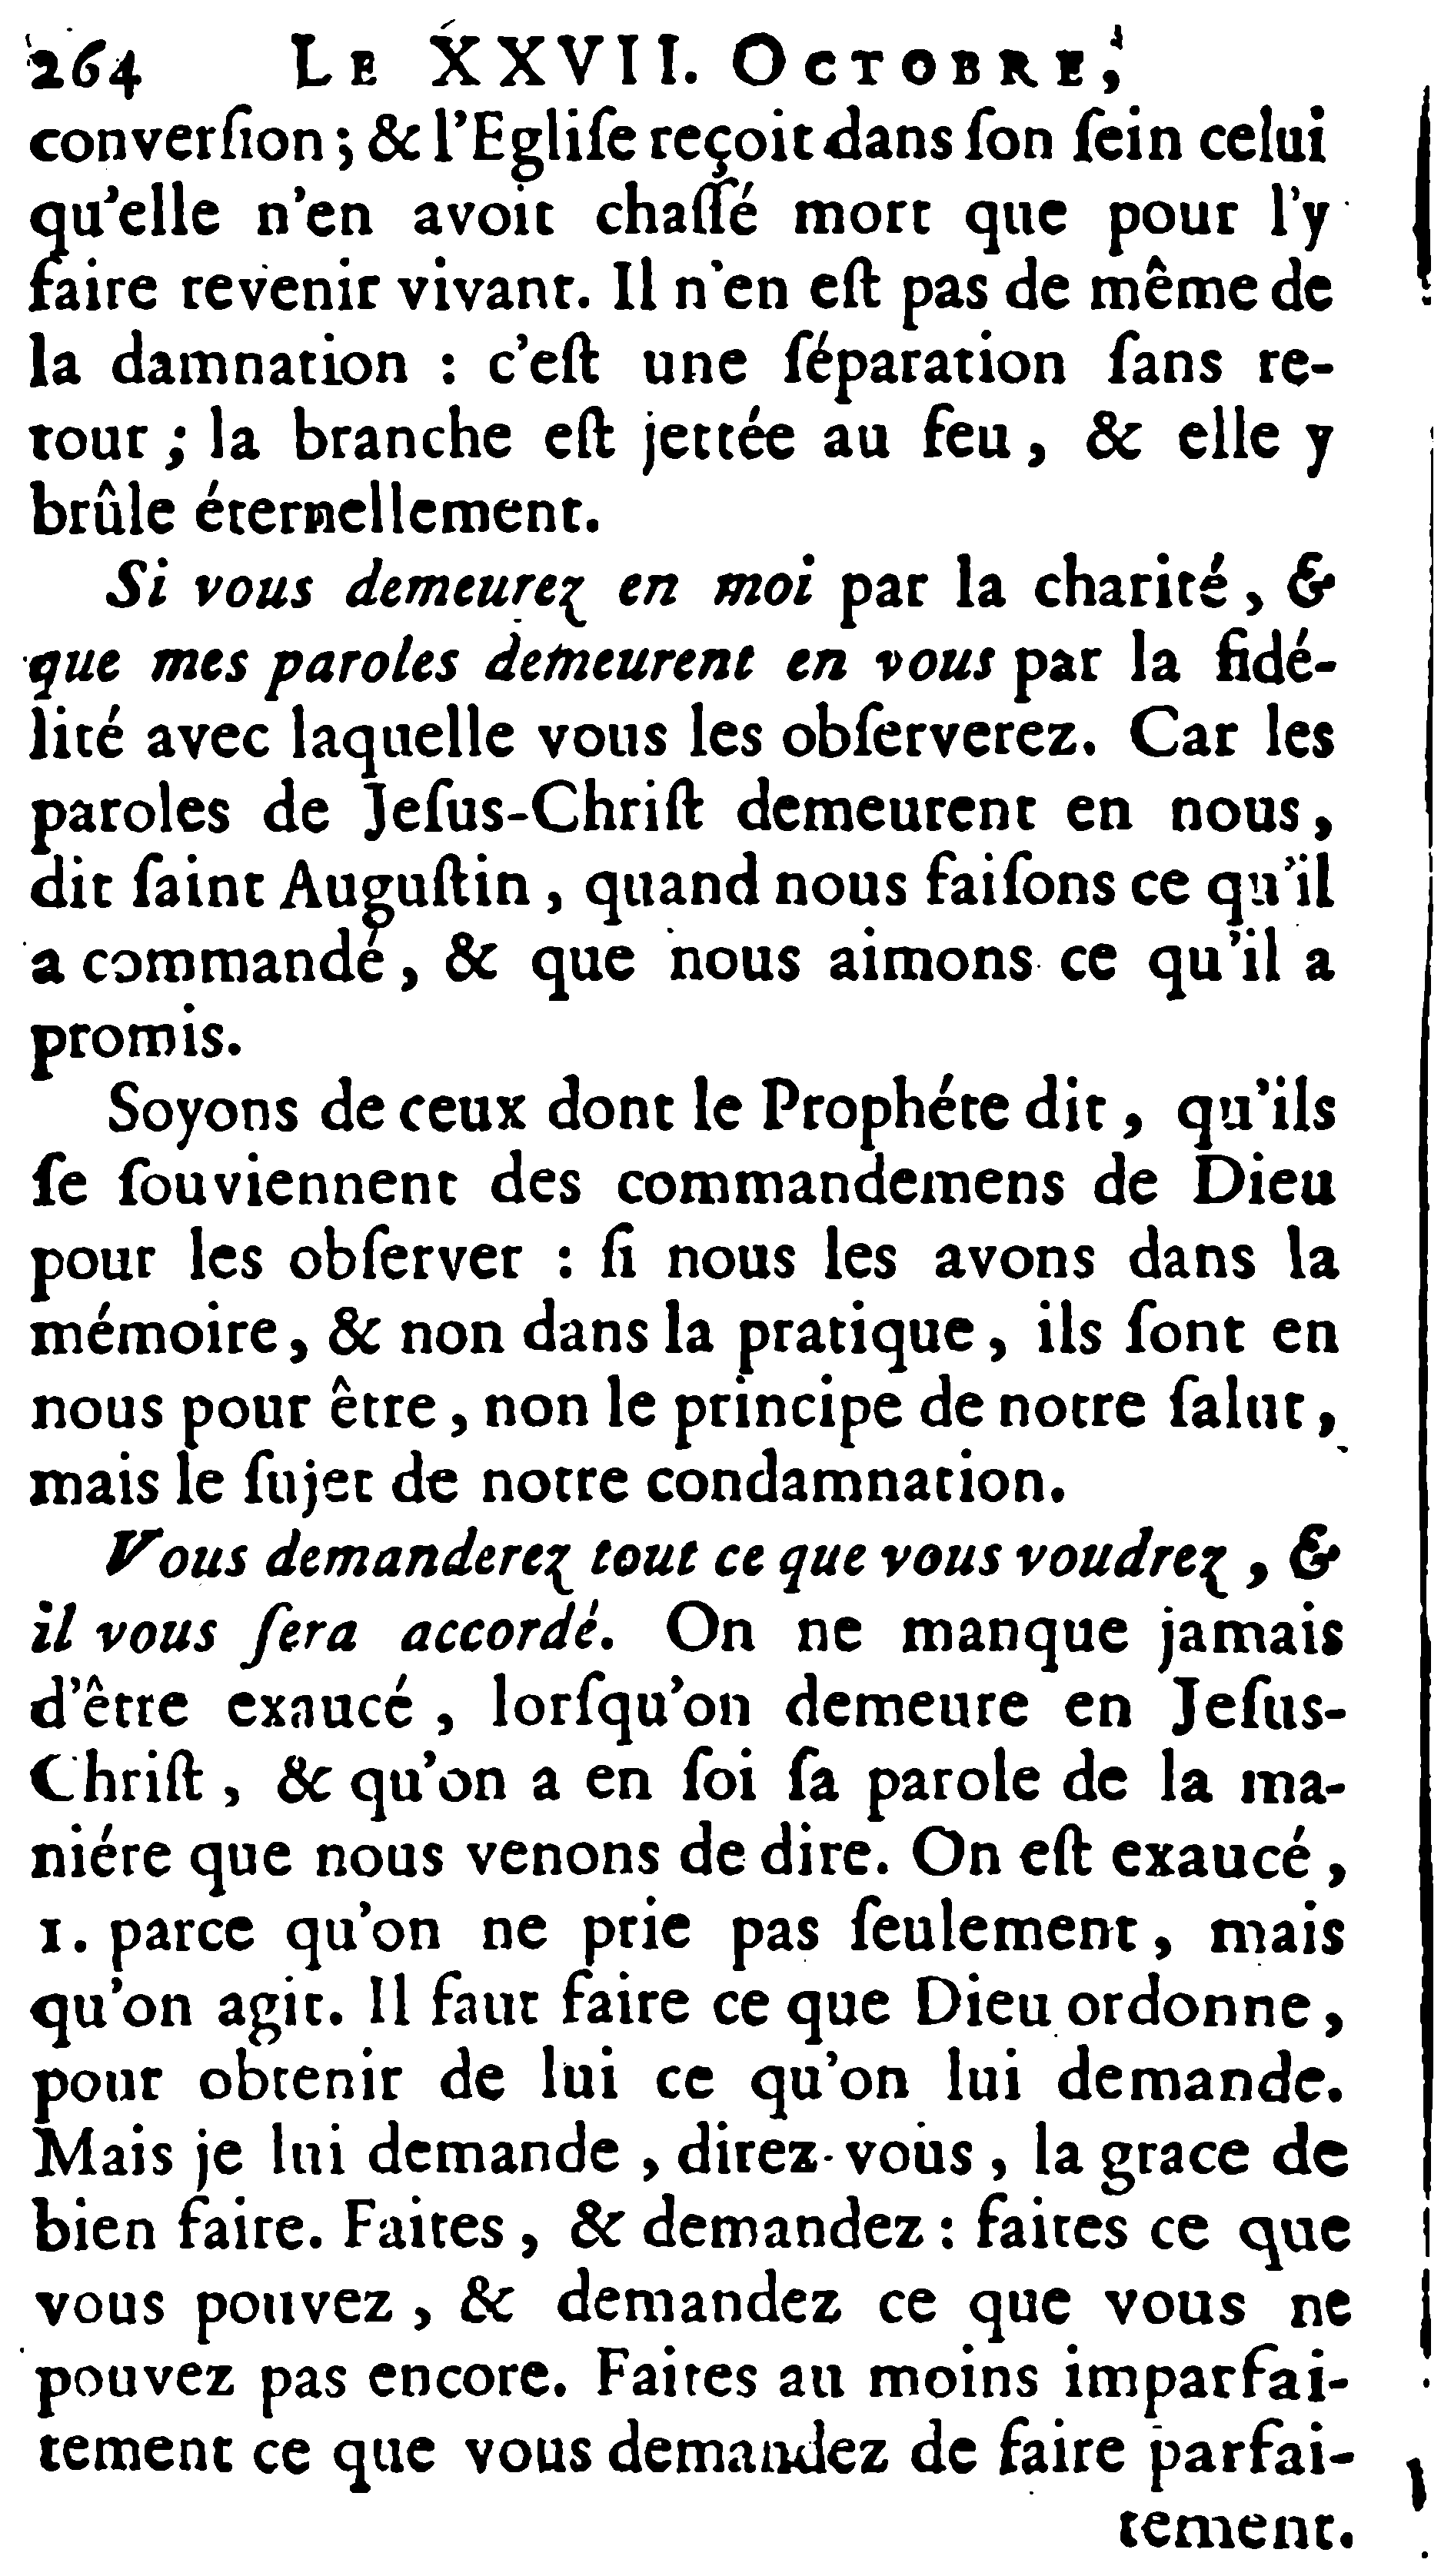 264 LE XXVII. OCTOBRE,
converſion ; & l'Egliſe reçoit dans ſon ſein celui
qu'elle n'en avoit chaſſé mort que pour l'y
faire revenir vivant. Il n'en eſt pas de même de
la damnation : c'eſt une ſéparation ſans re-
tour ; la branche eſt jettée au feu, & elle y
brûle éternellement.
Si vous demeurez en moi par la charité, &
que mes paroles demeurent en vous par la fidé-
lité avec laquelle vous les obſerverez. Car les
paroles de Jeſus-Chriſt demeurent en nous,
dit ſaint Auguſtin, quand nous faiſons ce qu'il
a commandé, & que nous aimons ce qu'il a
promis.
Soyons de ceux dont le Prophéte dit, qu'ils
ſe ſouviennent des commandemens de Dieu
pour les obſerver : ſi nous les avons dans la
mémoire, & non dans la pratique, ils ſont en
nous pour être, non le principe de notre ſalut,
mais le ſujet de notre condamnation.
Vous demanderez tout ce que vous voudrez, &
il vous ſera accordé. On ne manque jamais
d'être exaucé, lorſqu'on demeure en Jeſus-
Chriſt, & qu'on a en ſoi ſa parole de la ma-
niére que nous venons de dire. On eſt exaucé,
1. parce qu'on ne prie pas ſeulement, mais
qu'on agit. Il faut faire ce que Dieu ordonne,
pour obtenir de lui ce qu'on lui demande.
Mais je lui demande, direz-vous, la grace de
bien faire. Faites, & demandez : faites ce que
vous pouvez, & demandez ce que vous ne
pouvez pas encore. Faites au moins imparfai-
tement ce que vous demandez de faire parfai-
tement.